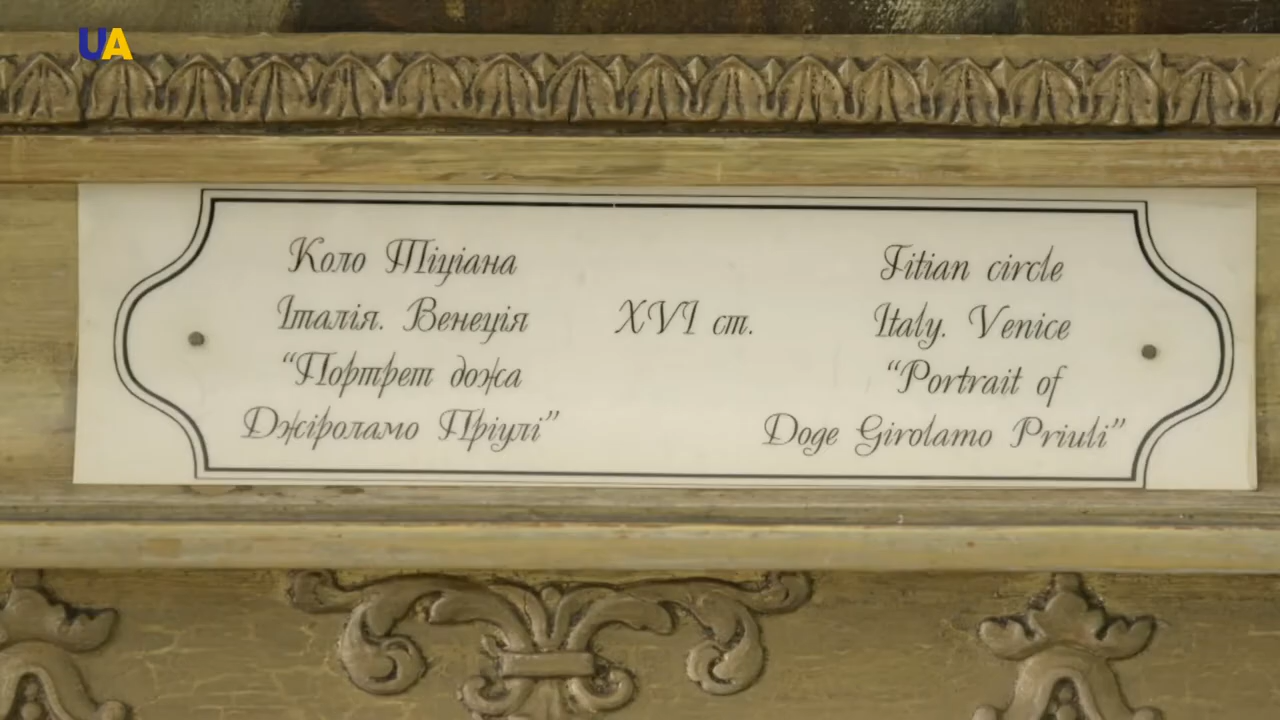 UA
Коло Тіціана
Італія. Венеція
“Портрет дожа
Джіроламо Пріулі”
XVI ст.
Titian circle
Italy. Venice
“Portrait of
Doge Girolamo Priuli”